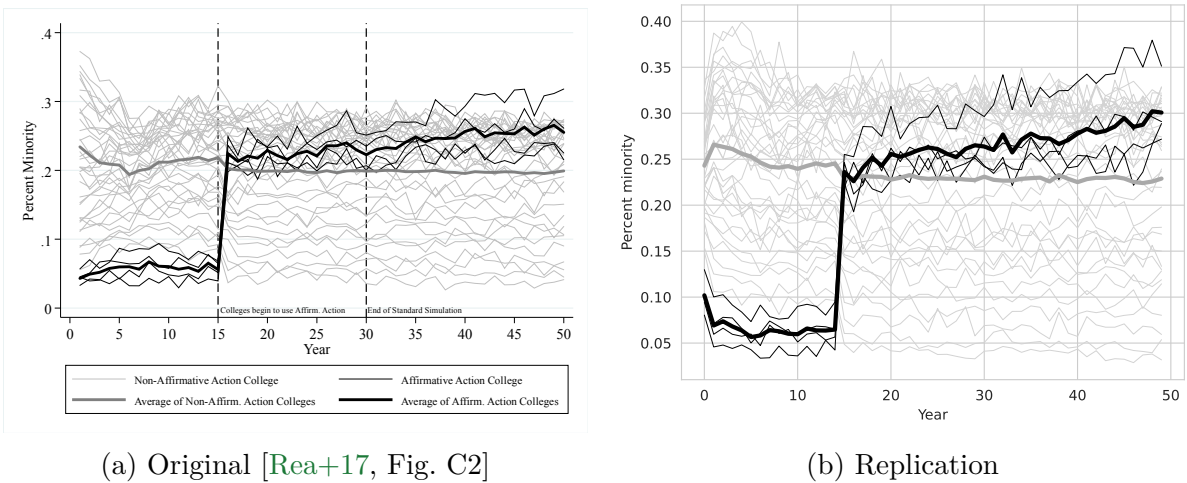 .4
.3
.2
.1
0
Percent Minority
Colleges begin to use Affirm. Action
End of Standard Simulation
0 5 10 15 20 25 30 35 40 45 50
Year
Non-Affirmative Action College
Affirmative Action College
Average of Non-Affirm. Action Colleges
Average of Affirm. Action Colleges
(a) Original [Rea+17, Fig. C2]
0.40
0.35
0.30
0.25
0.20
0.15
0.10
0.05
Percent minority
0 10 20 30 40 50
Year
(b) Replication